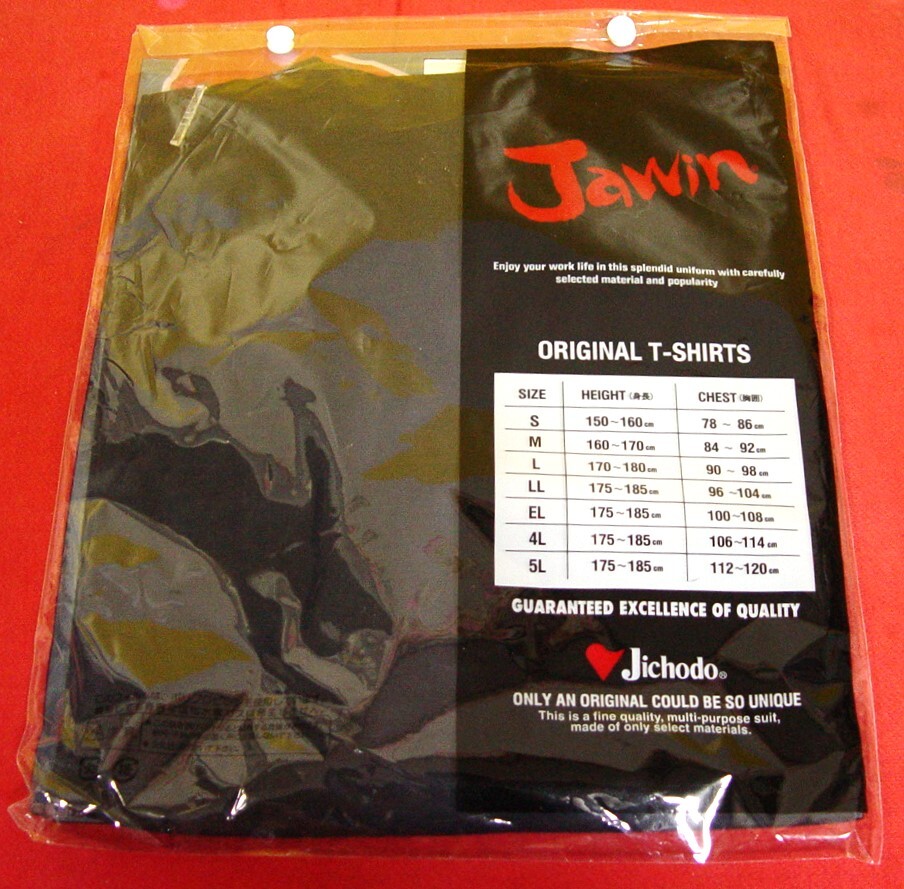 Jawin
Enjoy your work life in this splendid uniform with carefully
selected material and popularity
ORIGINAL T-SHIRTS
SIZE HEIGHT (身長) CHEST (胸囲)
S 150~160cm 78 ~ 86cm
M 160~170cm 84 ~ 92cm
L 170~180cm 90 ~ 98cm
LL 175~185cm 96 ~104cm
EL 175~185cm 100~108cm
4L 175~185cm 106~114cm
5L 175~185cm 112~120cm
GUARANTEED EXCELLENCE OF QUALITY
Jichodo®
ONLY AN ORIGINAL COULD BE SO UNIQUE
This is a fine quality, multi-purpose suit,
made of only select materials.